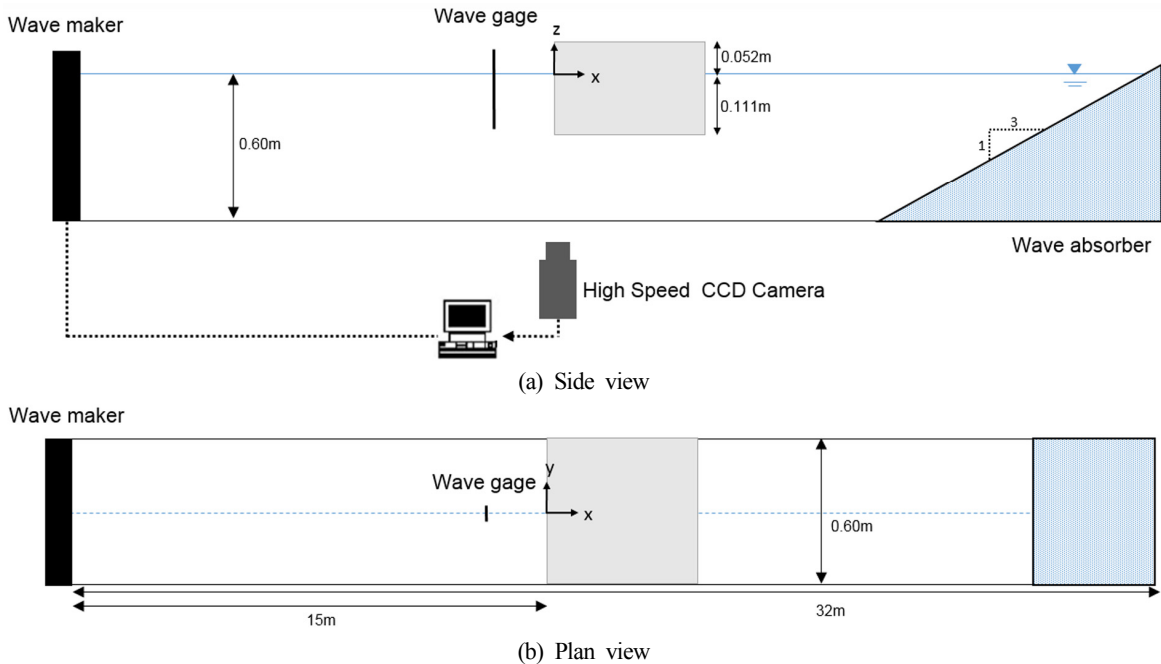 Wave maker
Wave gage
z
x
0.052m
0.111m
0.60m
3
1
Wave absorber
High Speed CCD Camera
(a) Side view
Wave maker
Wave gage
y
x
0.60m
15m
32m
(b) Plan view